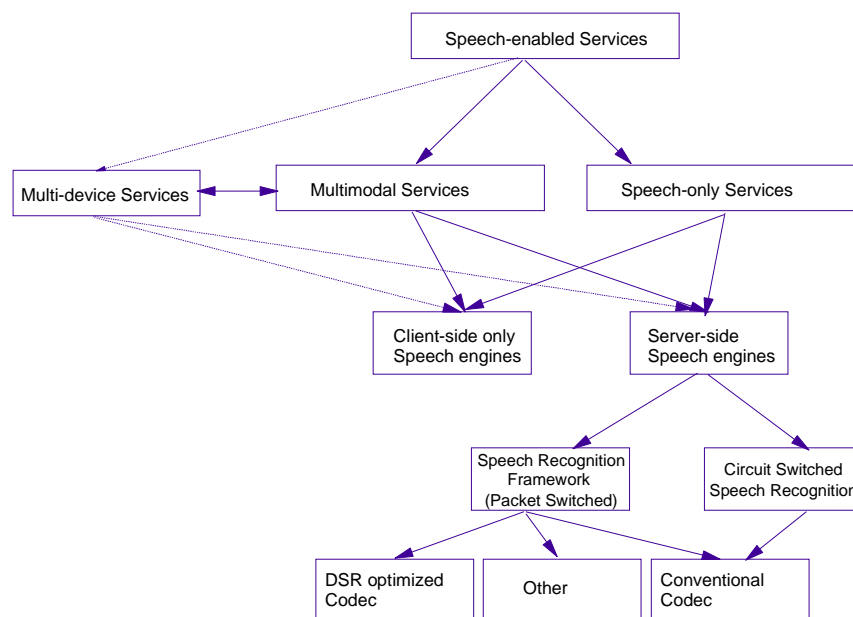 Speech-enabled Services
Multi-device Services
Multimodal Services
Speech-only Services
Client-side only
Speech engines
Server-side
Speech engines
Speech Recognition
Framework
(Packet Switched)
Circuit Switched
Speech Recognition
DSR optimized
Codec
Other
Conventional
Codec